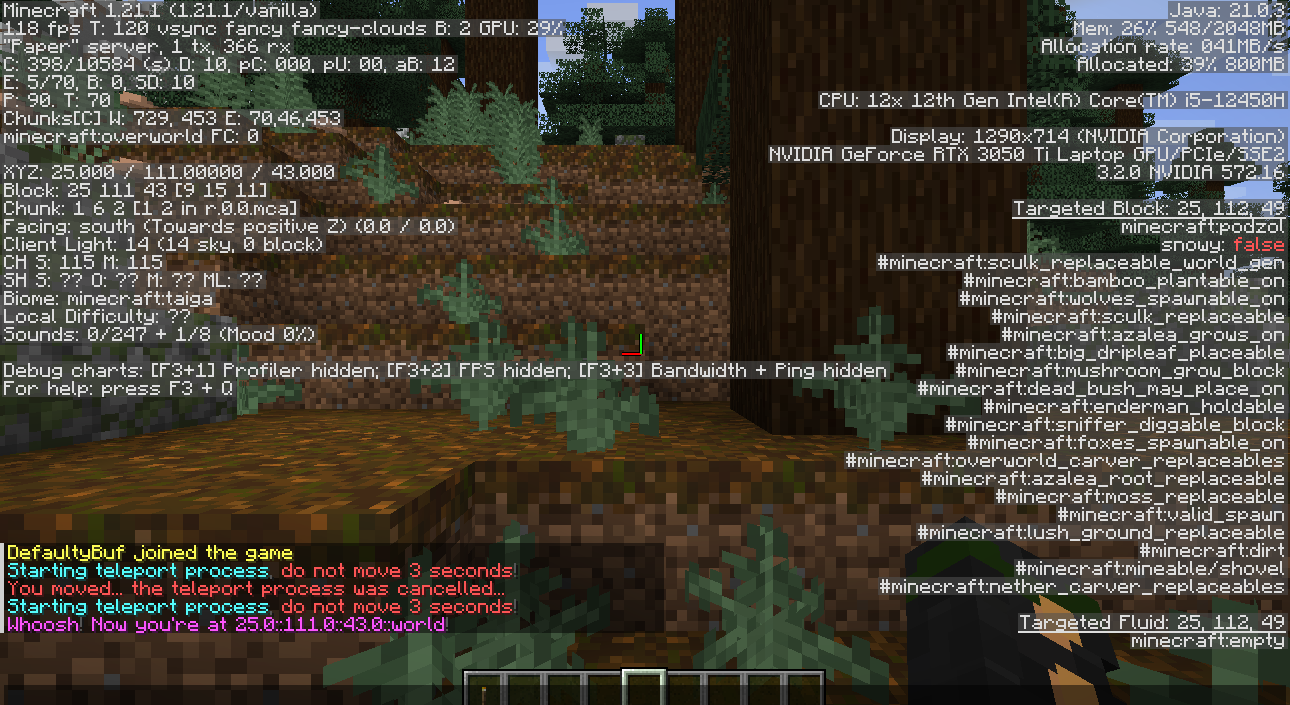 Minecraft 1.21.1 (1.21.1/vanilla)
118 fps T: 120 vsync fancy fancy-clouds B: 2 GPU: 29%
"Paper" server, 1 tx, 366 rx
C: 398/10584 (s) D: 10, pC: 000, pU: 00, aB: 12
E: 5/70, B: 0, SD: 10
P: 90. T: 70
Chunks[C] W: 729, 453 E: 70,46,453
minecraft:overworld FC: 0
XYZ: 25.000 / 111.00000 / 43.000
Block: 25 111 43 [9 15 11]
Chunk: 1 6 2 [1 2 in r.0.0.mca]
Facing: south (Towards positive Z) (0.0 / 0.0)
Client Light: 14 (14 sky, 0 block)
CH S: 115 M: 115
SH S: ?? O: ?? M: ?? ML: ??
Biome: minecraft:taiga
Local Difficulty: ??
Sounds: 0/247 + 1/8 (Mood 0%)
Debug charts: [F3+1] Profiler hidden; [F3+2] FPS hidden; [F3+3] Bandwidth + Ping hidden
For help: press F3 + Q
Java: 21.0.3
Mem: 26% 548/2048MB
Allocation rate: 041MB/s
Allocated: 39% 800MB
CPU: 12x 12th Gen Intel(R) Core(TM) i5-12450H
Display: 1290x714 (NVIDIA Corporation)
NVIDIA GeForce RTX 3050 Ti Laptop GPU/PCIe/SSE2
3.2.0 NVIDIA 572.16
Targeted Block: 25, 112, 49
minecraft:podzol
snowy: false
#minecraft:sculk_replaceable_world_gen
#minecraft:bamboo_plantable_on
#minecraft:wolves_spawnable_on
#minecraft:sculk_replaceable
#minecraft:azalea_grows_on
#minecraft:big_dripleaf_placeable
#minecraft:mushroom_grow_block
#minecraft:dead_bush_may_place_on
#minecraft:enderman_holdable
#minecraft:sniffer_diggable_block
#minecraft:foxes_spawnable_on
#minecraft:overworld_carver_replaceables
#minecraft:azalea_root_replaceable
#minecraft:moss_replaceable
#minecraft:valid_spawn
#minecraft:lush_ground_replaceable
#minecraft:dirt
#minecraft:mineable/shovel
#minecraft:nether_carver_replaceables
Targeted Fluid: 25, 112, 49
minecraft:empty
DefaultyBuf joined the game
Starting teleport process, do not move 3 seconds!
You moved... the teleport process was cancelled...
Starting teleport process, do not move 3 seconds!
Whoosh! Now you're at 25.0::111.0::43.0::world!